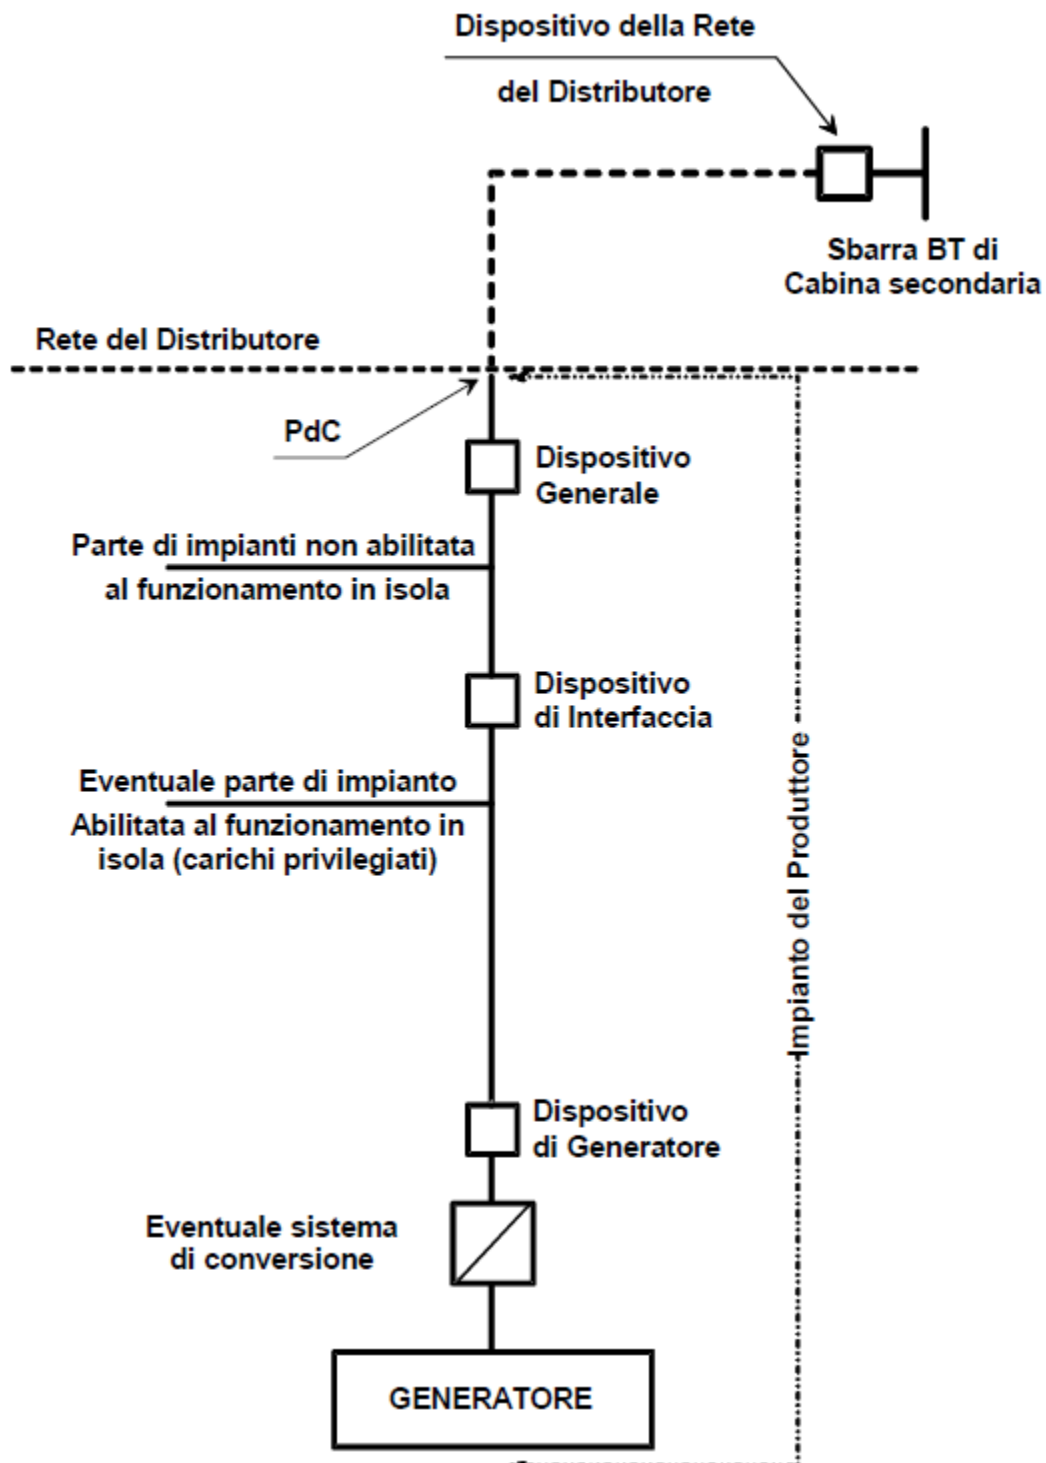 Dispositivo della Rete
del Distributore
Sbarra BT di
Cabina secondaria
Rete del Distributore
PdC
Dispositivo
Generale
Parte di impianti non abilitata
al funzionamento in isola
Dispositivo
di Interfaccia
Eventuale parte di impianto
Abilitata al funzionamento in
isola (carichi privilegiati)
Impianto del Produttore
Dispositivo
di Generatore
Eventuale sistema
di conversione
GENERATORE